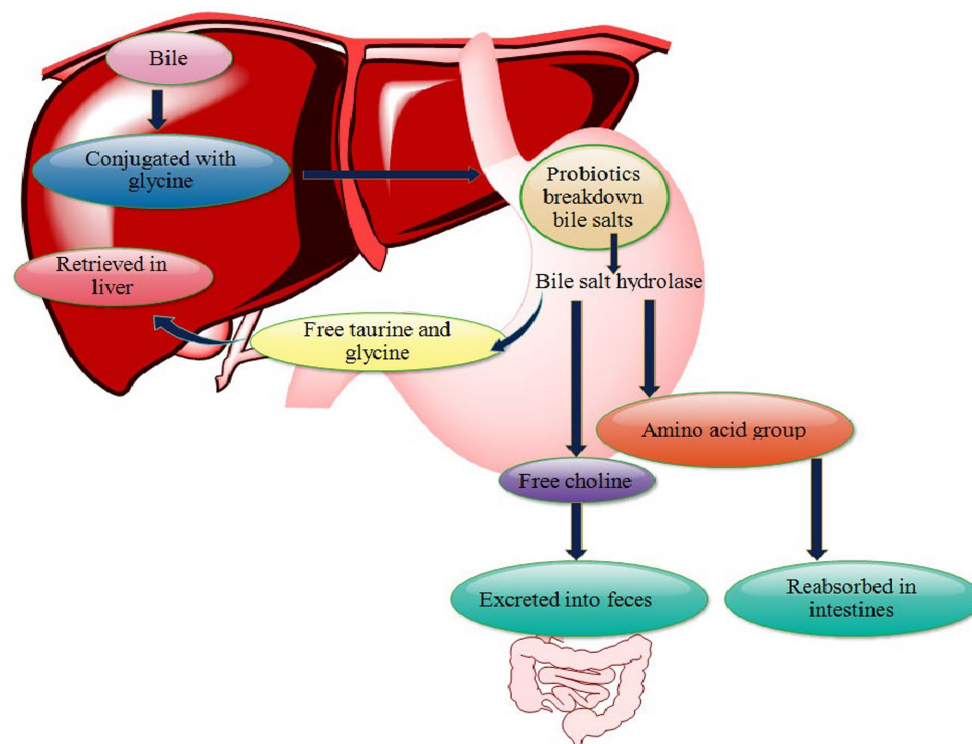 Bile
Conjugated with
glycine
Probiotics
breakdown
bile salts
Bile salt hydrolase
Retrieved in
liver
Free taurine and
glycine
Amino acid group
Free choline
Excreted into feces
Reabsorbed in
intestines